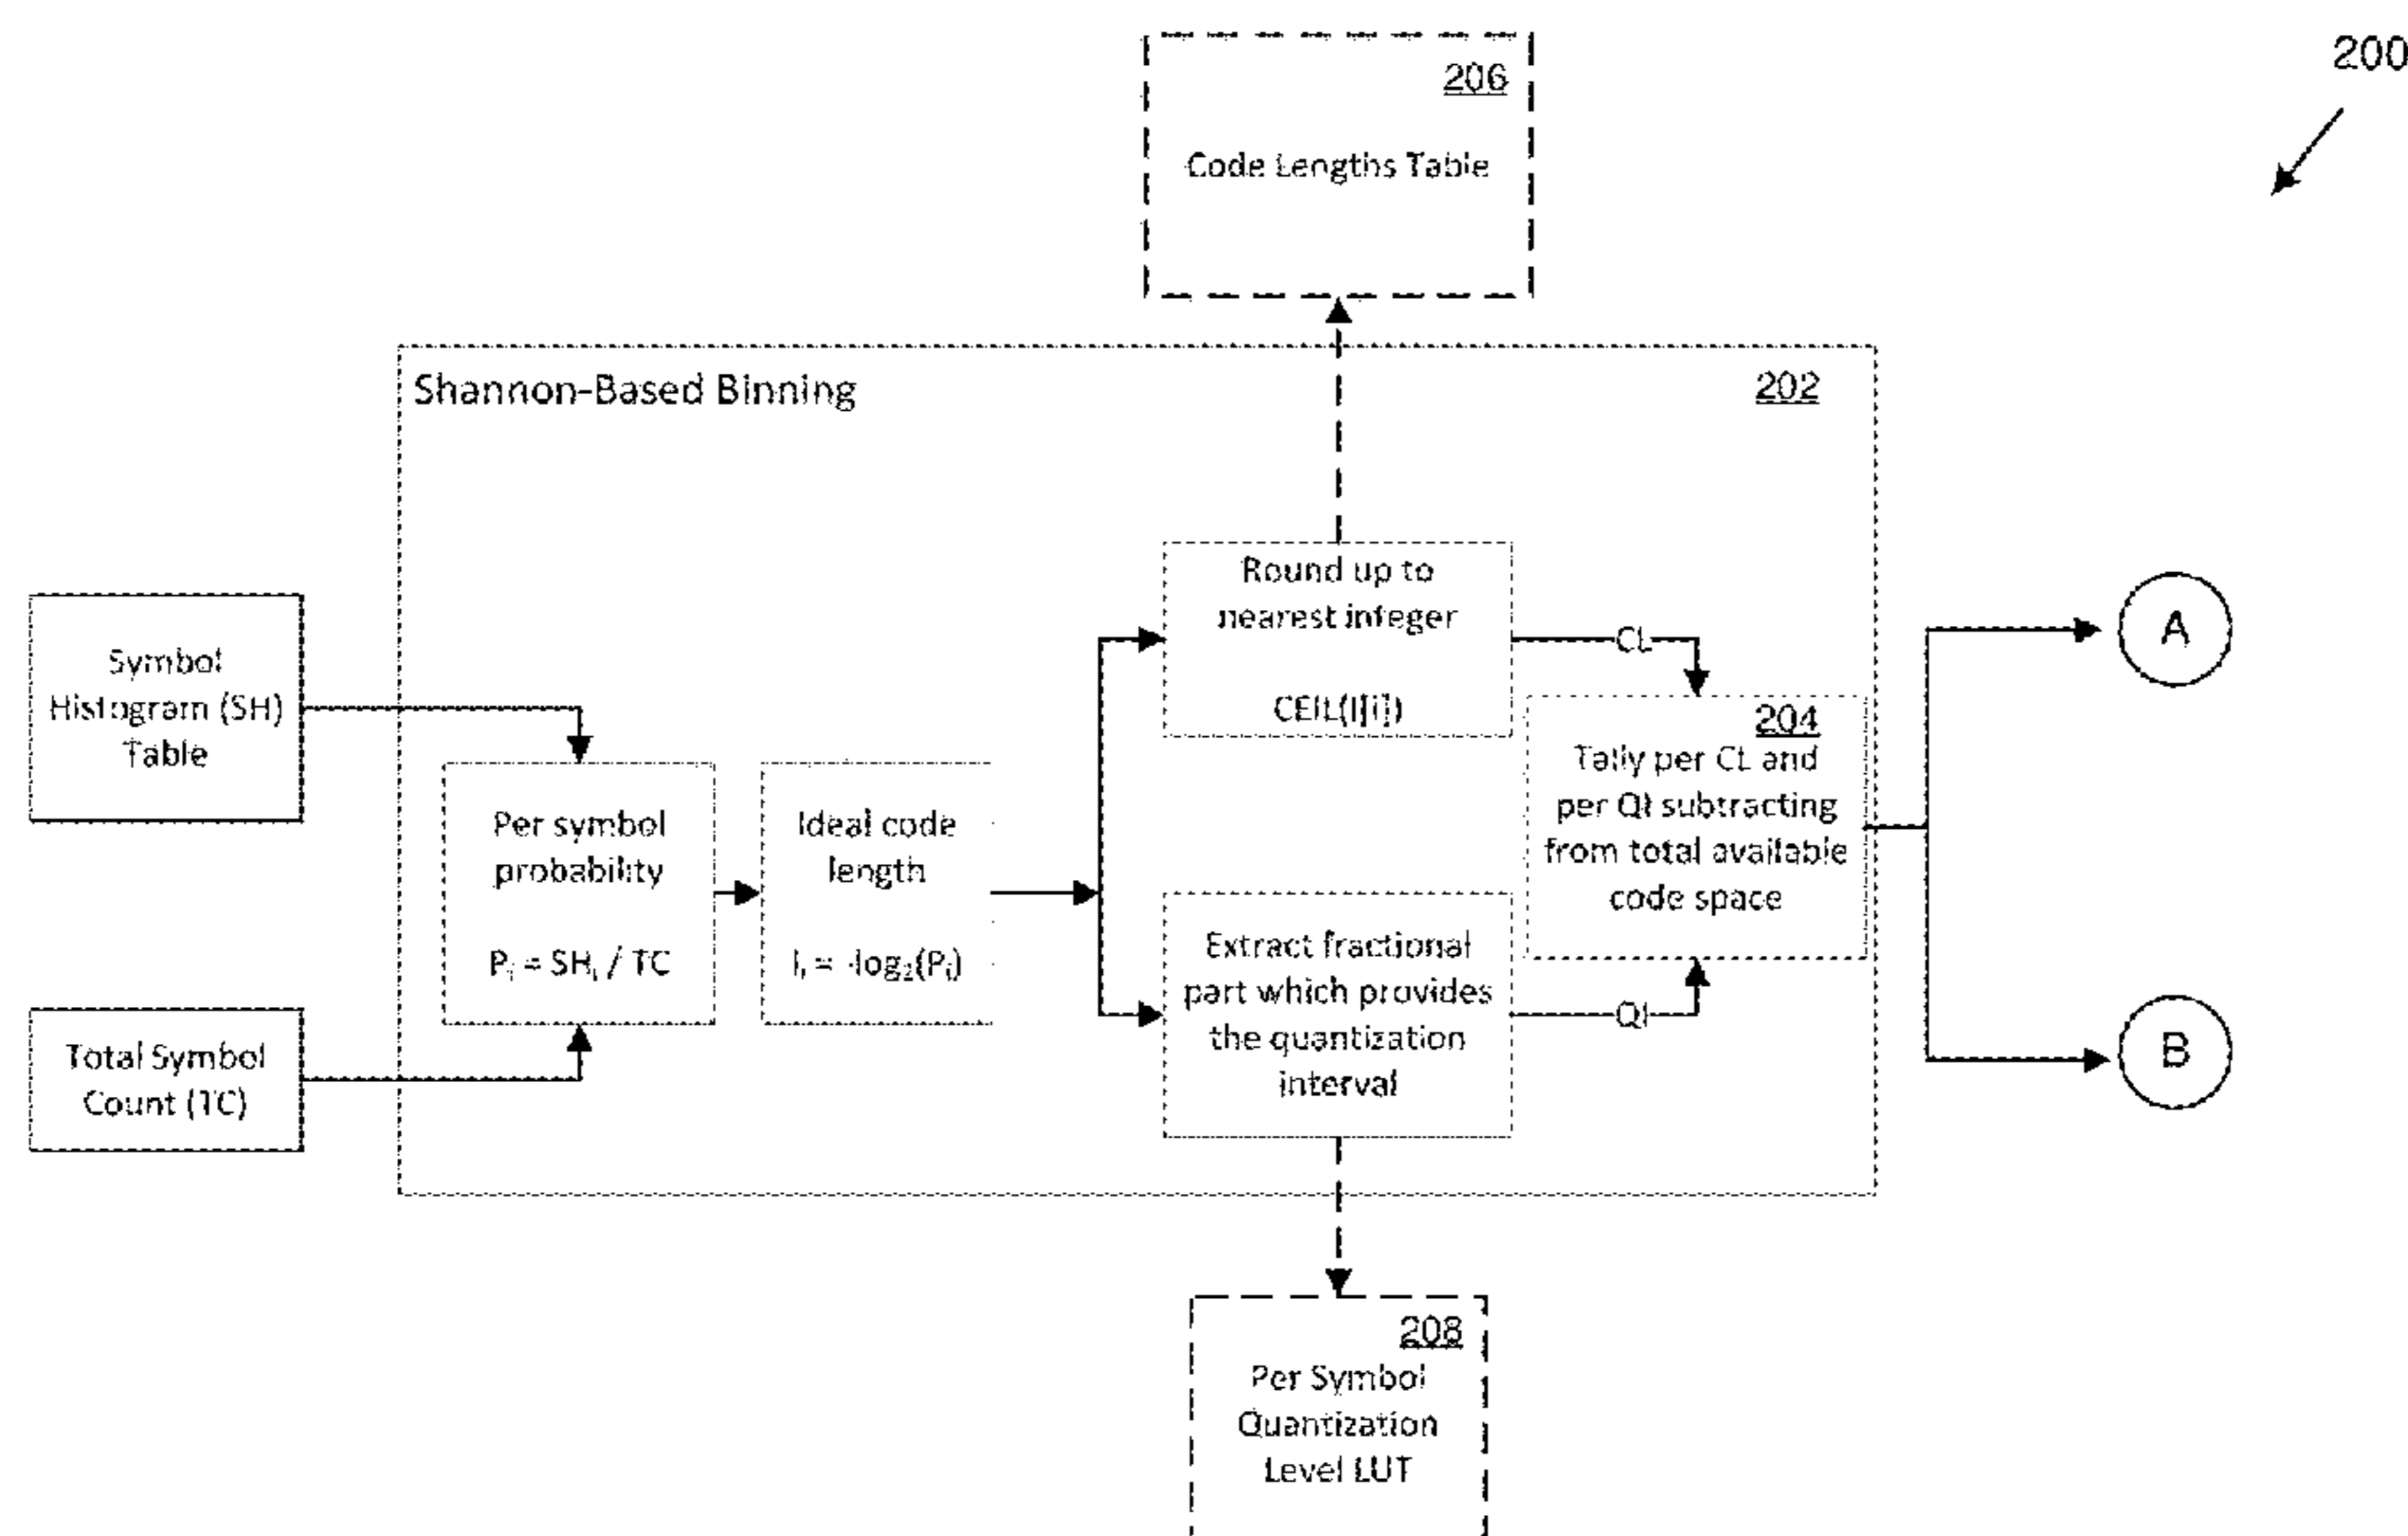 200
206
Code Lengths Table
Shannon-Based Binning
202
Round up to
nearest integer
CEIL(I[i])
CL
Symbol
Histogram (SH)
Table
Per symbol
probability
Pᵢ = SHᵢ / TC
Ideal code
length
Iᵢ = -log₂(Pᵢ)
204
Tally per CL and
per QI subtracting
from total available
code space
A
Total Symbol
Count (TC)
Extract fractional
part which provides
the quantization
interval
QI
B
208
Per Symbol
Quantization
Level LUT